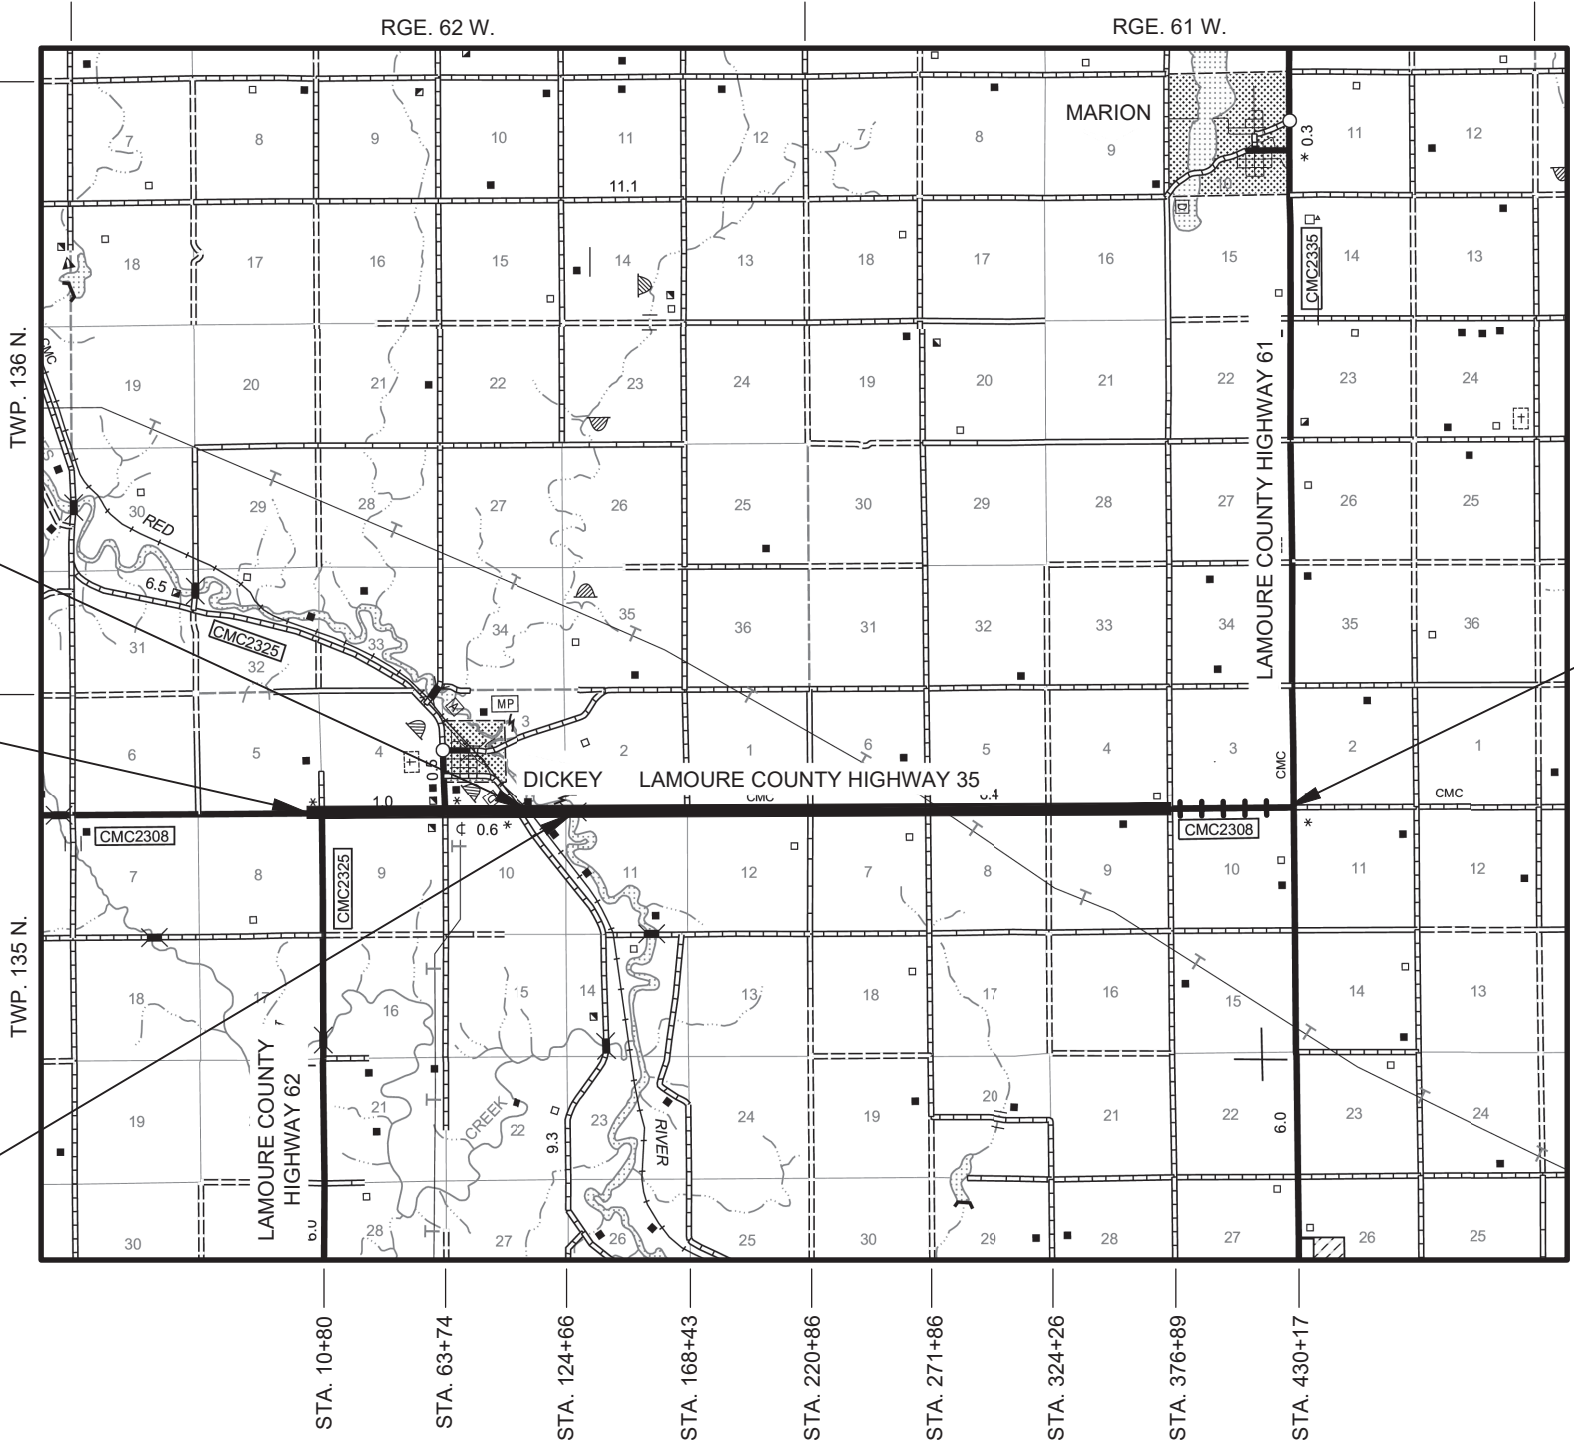 RGE. 62 W.
RGE. 61 W.
MARION
7 8 9 10 11 12 7 8 9 10 11 12
* 0.3
11.1
D
18 17 16 15 14 13 18 17 16 15 14 13
CMC2335
TWP. 136 N.
CMC
19 20 21 22 23 24 19 20 21 22 23 24
LAMOURE COUNTY HIGHWAY 61
30 29 28 27 26 25 30 29 28 27 26 25
RED
6.5
CMC2325
31 32 33 34 35 36 31 32 33 34 35 36
MP
6 5 4 3 2 1 6 5 4 3 2 1
CMC
DICKEY LAMOURE COUNTY HIGHWAY 35
* 1.0 * CMC CMC
CMC2308
0.6 *
CMC2308
*
CMC2325
7 8 9 10 11 12 7 8 9 10 11 12
TWP. 135 N.
18 17 16 14 13 18 17 16 15 14 13
LAMOURE COUNTY
HIGHWAY 62
19 21 22 23 24 19 20 21 22 23 24
CREEK
9.3
RIVER
6.0
6.0
30 28 27 26 25 30 29 28 27 26 25
STA. 10+80
STA. 63+74
STA. 124+66
STA. 168+43
STA. 220+86
STA. 271+86
STA. 324+26
STA. 376+89
STA. 430+17